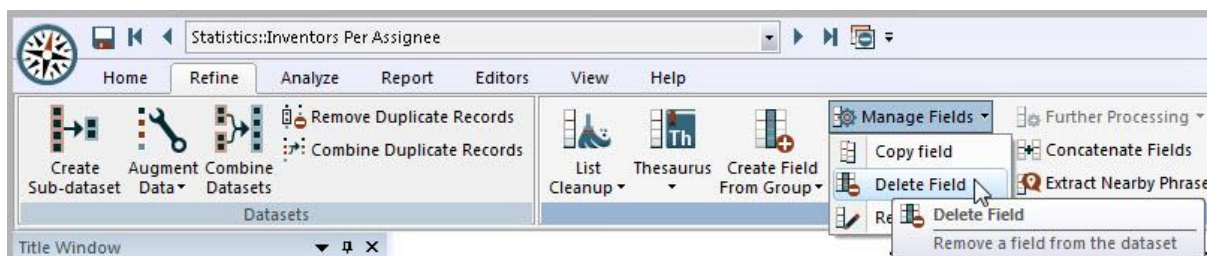 Statistics::Inventors Per Assignee
Home Refine Analyze Report Editors View Help
Remove Duplicate Records
Combine Duplicate Records
Create
Sub-dataset
Augment
Data
Combine
Datasets
Datasets
List
Cleanup
Th
Thesaurus
Create Field
From Group
Manage Fields
Copy field
Delete Field
Re
Delete Field
Remove a field from the dataset
Further Processing
Concatenate Fields
Extract Nearby Phrase
Title Window